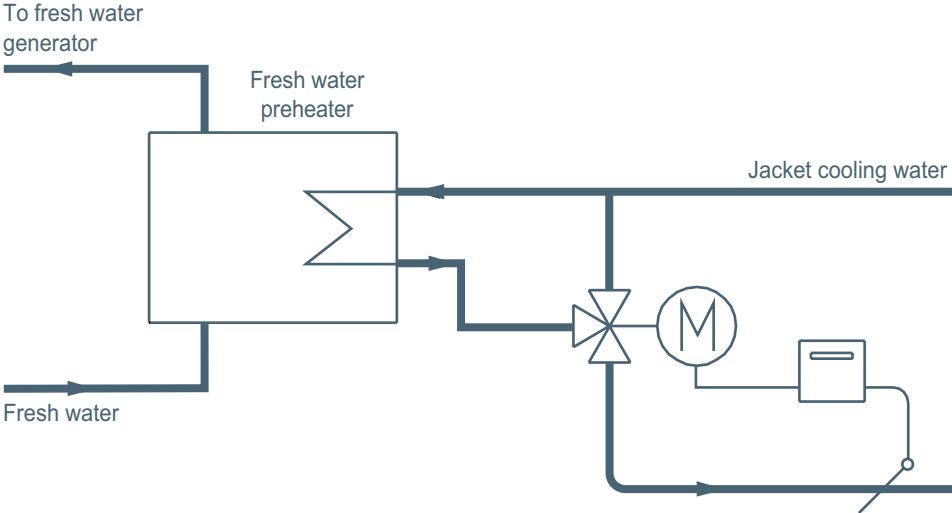 To fresh water
generator
Fresh water
preheater
Jacket cooling water
M
Fresh water